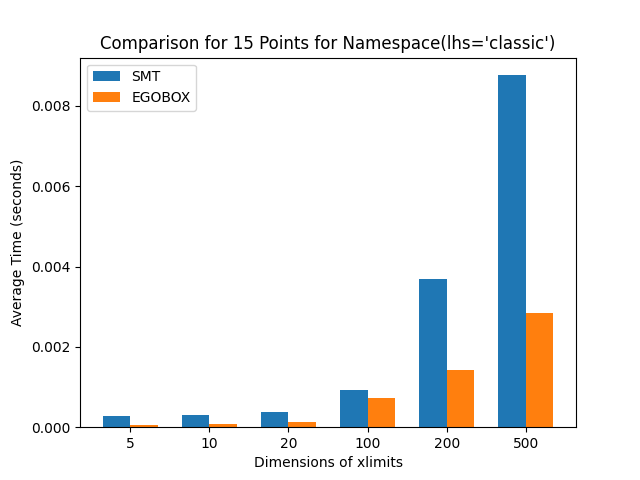 Comparison for 15 Points for Namespace(lhs='classic')
SMT
EGOBOX
0.008
0.006
0.004
0.002
0.000
Average Time (seconds)
5 10 20 100 200 500
Dimensions of xlimits